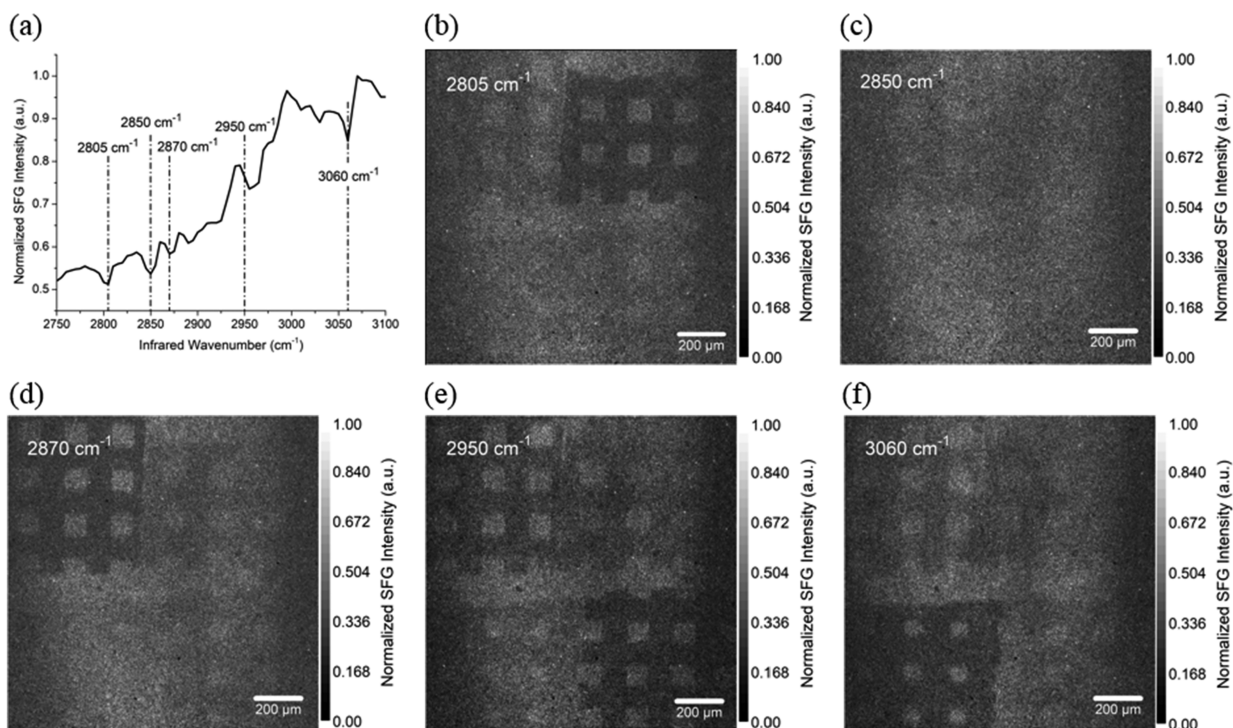 (a)
Normalized SFG Intensity (a.u.)
1.0
0.9
0.8
0.7
0.6
0.5
2805 cm-1
2850 cm-1
2870 cm-1
2950 cm-1
3060 cm-1
2750 2800 2850 2900 2950 3000 3050 3100
Infrared Wavenumber (cm-1)
(b)
2805 cm-1
200 µm
1.00
0.840
0.672
0.504
0.336
0.168
0.00
Normalized SFG Intensity (a.u.)
(c)
2850 cm-1
200 µm
1.00
0.840
0.672
0.504
0.336
0.168
0.00
Normalized SFG Intensity (a.u.)
(d)
2870 cm-1
200 µm
1.00
0.840
0.672
0.504
0.336
0.168
0.00
Normalized SFG Intensity (a.u.)
(e)
2950 cm-1
200 µm
1.00
0.840
0.672
0.504
0.336
0.168
0.00
Normalized SFG Intensity (a.u.)
(f)
3060 cm-1
200 µm
1.00
0.840
0.672
0.504
0.336
0.168
0.00
Normalized SFG Intensity (a.u.)